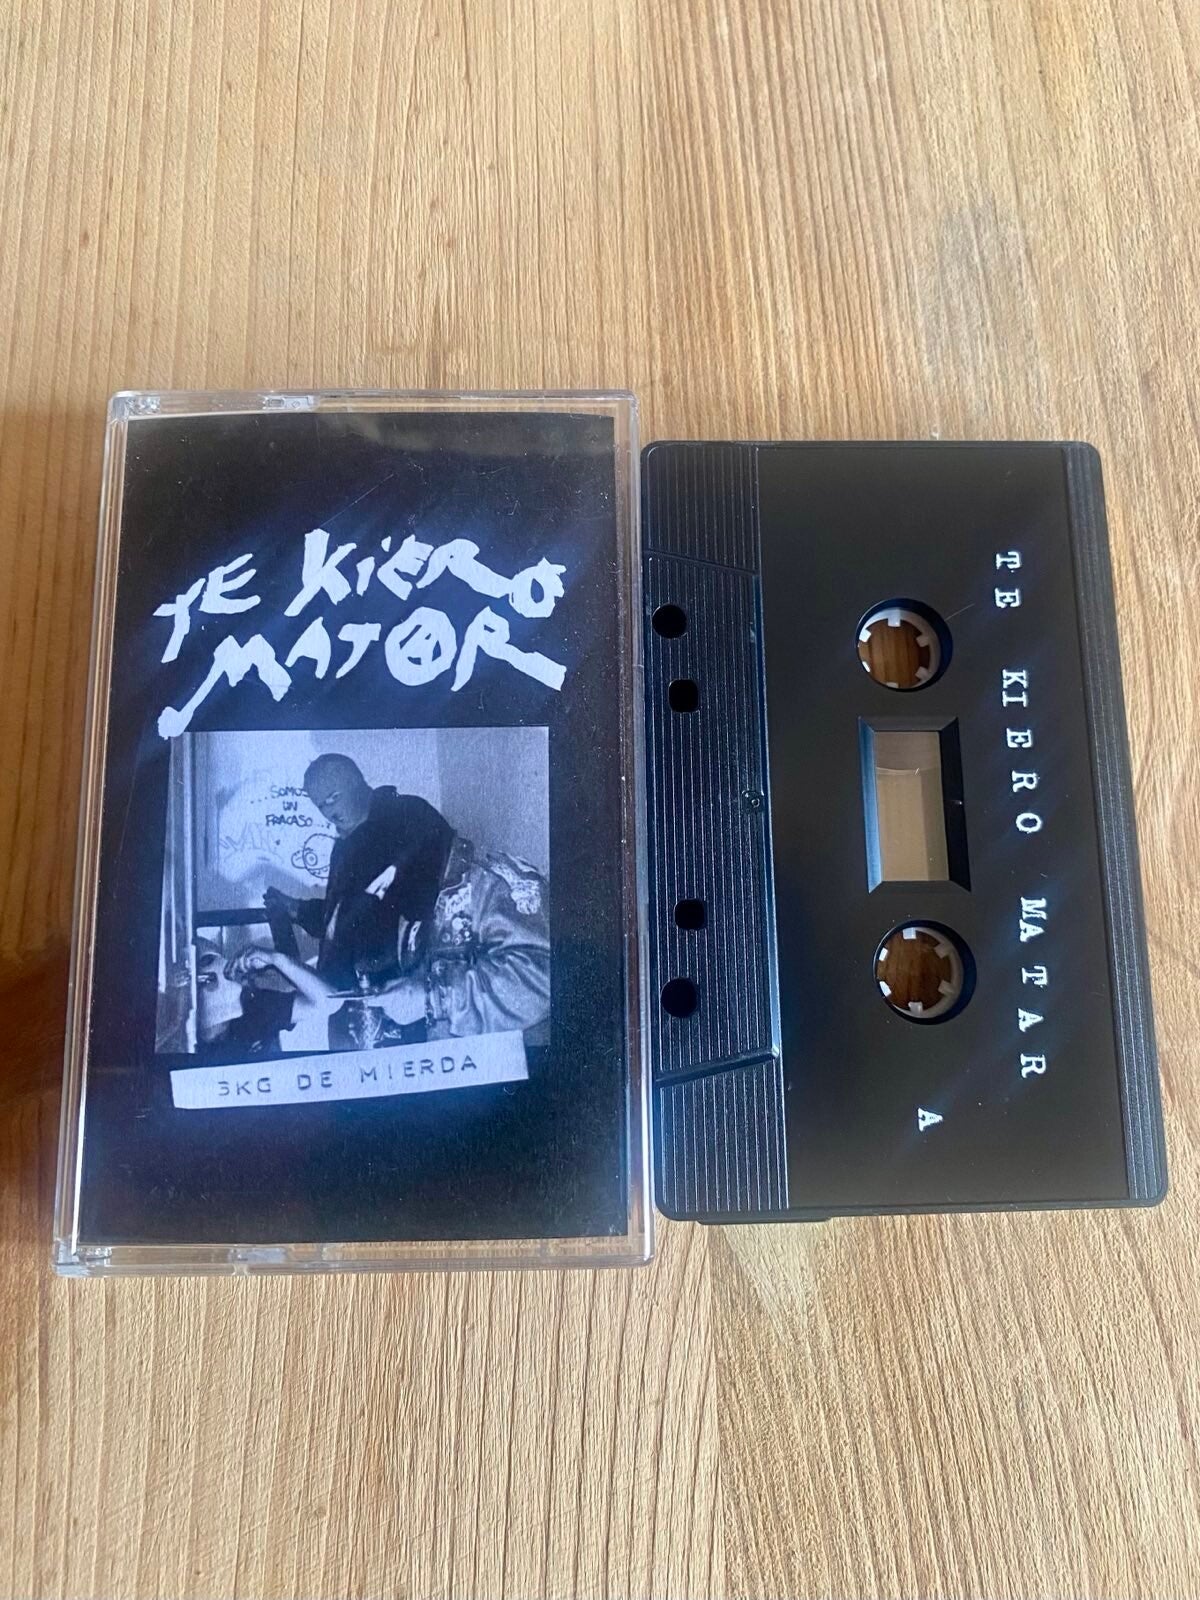 TE KiERO
MATAR
...SOMOS
UN
FRACASO...
3KG DE MIERDA
TE KIERO MATAR
A